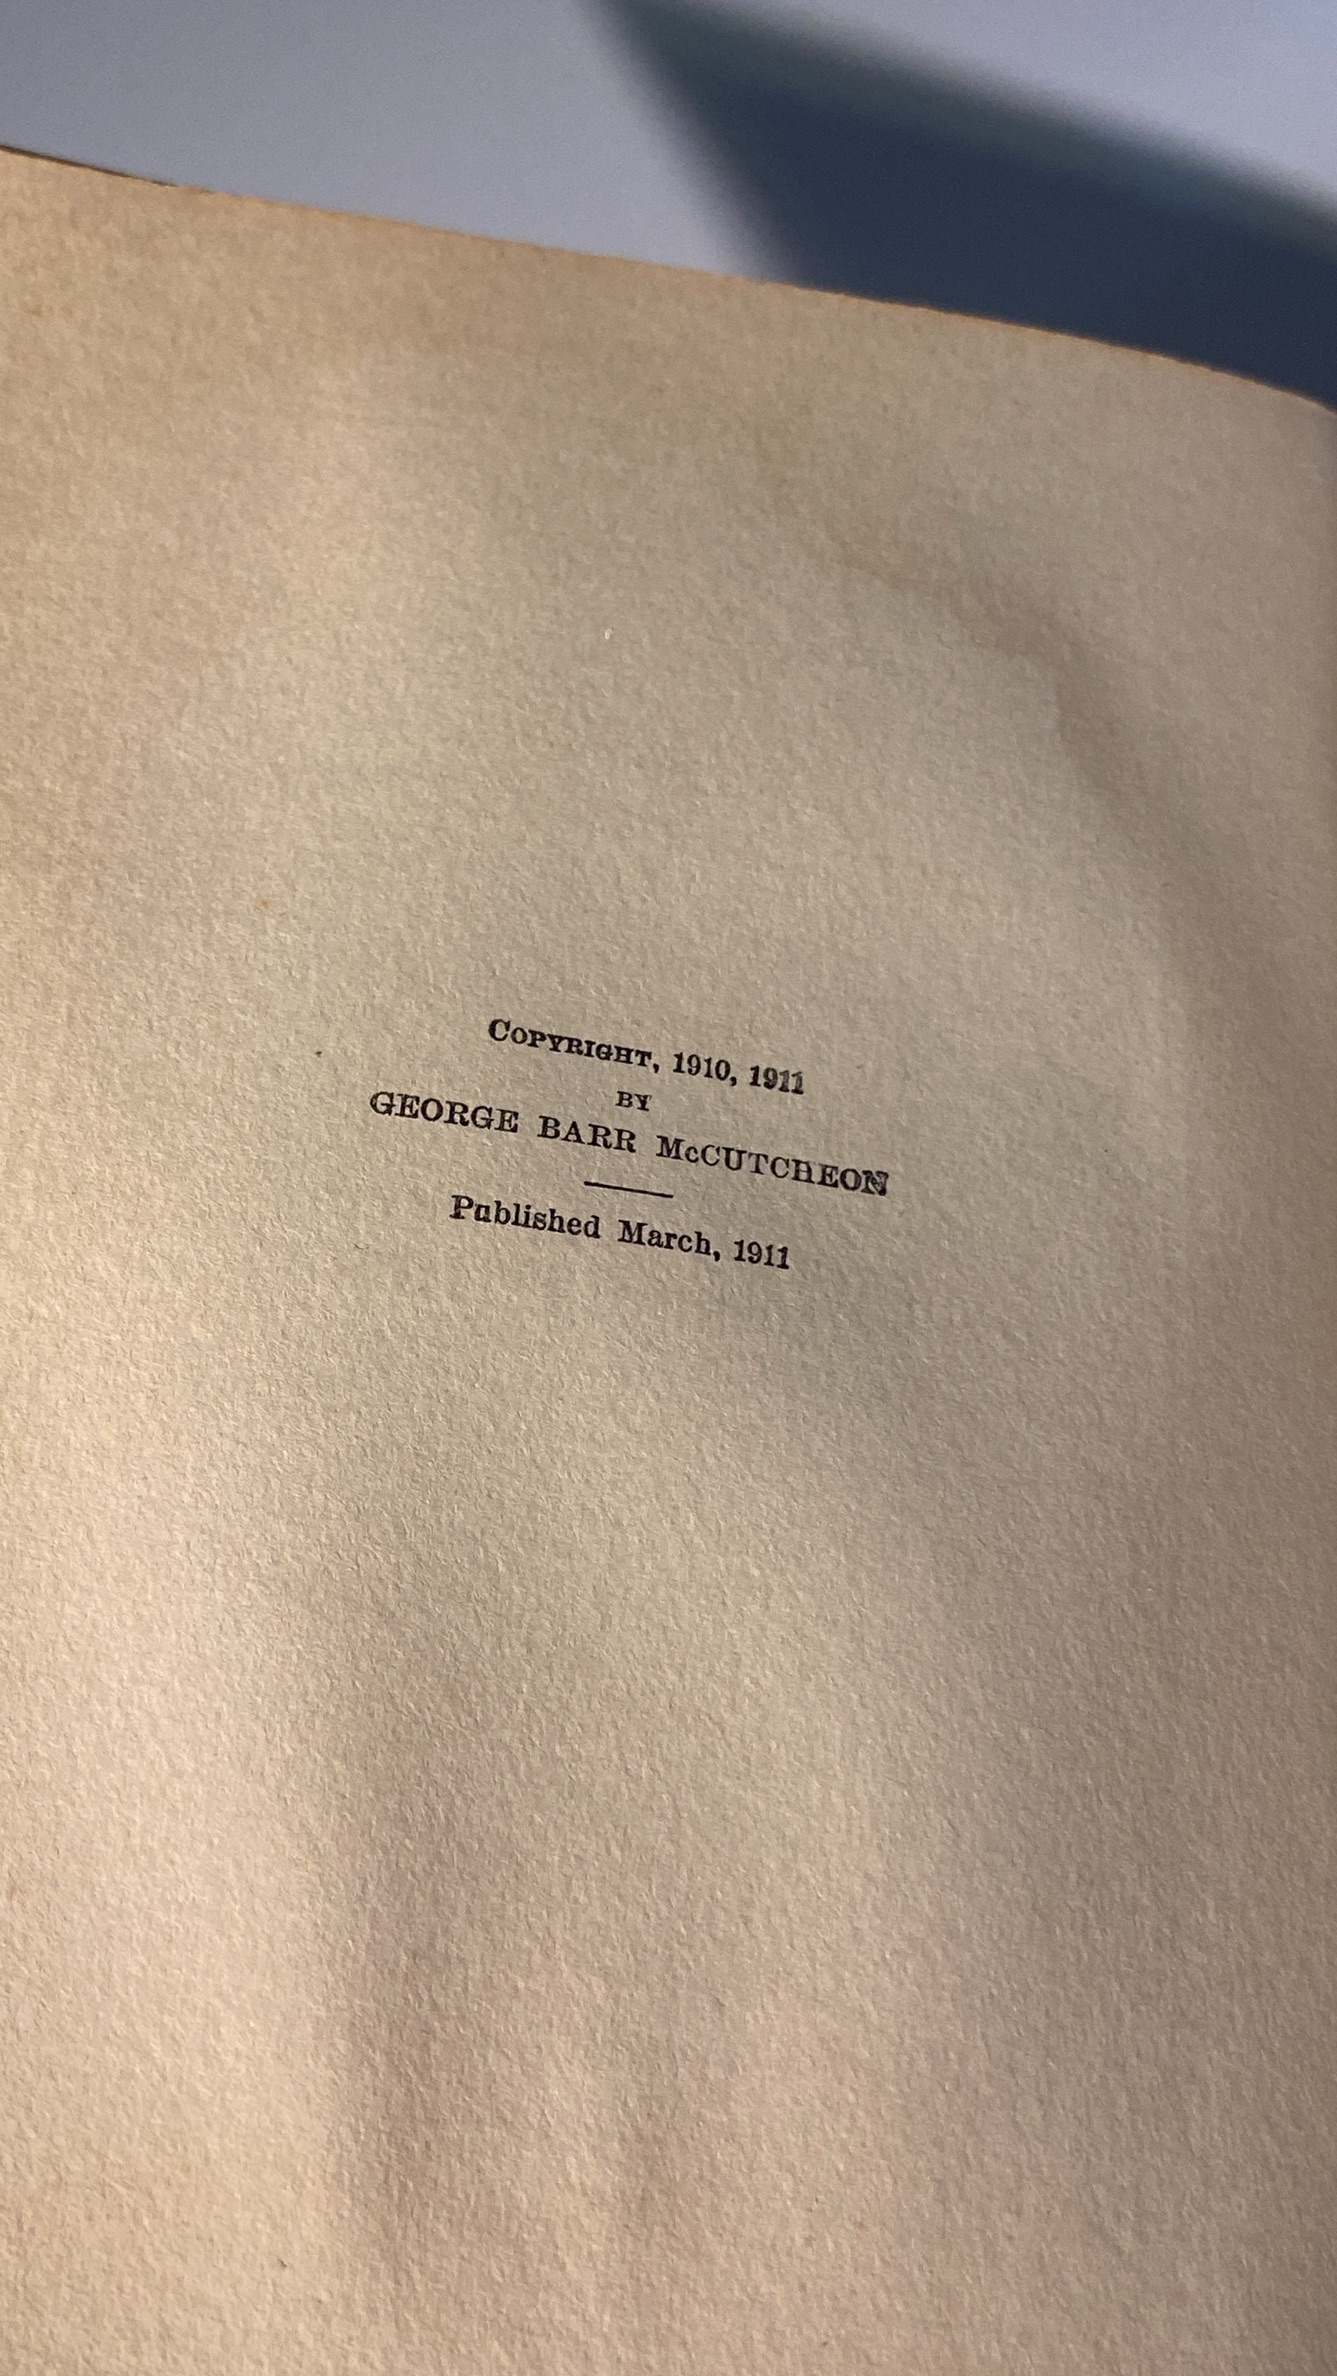 COPYRIGHT, 1910, 1911
BY
GEORGE BARR McCUTCHEON
Published March, 1911